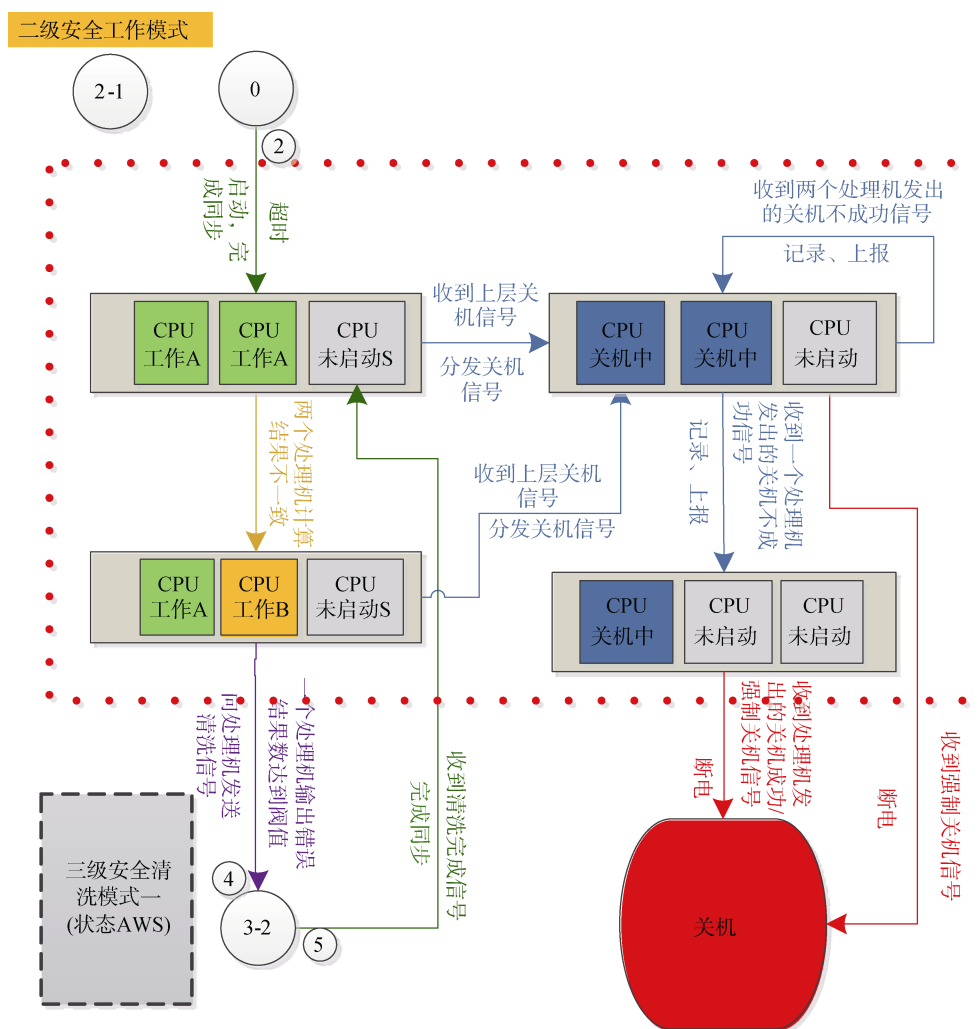 二级安全工作模式
2-1
0
2
超时
启动，完
成同步
收到两个处理机发出
的关机不成功信号
记录、上报
CPU
工作A
CPU
工作A
CPU
未启动S
收到上层关
机信号
分发关机
信号
CPU
关机中
CPU
关机中
CPU
未启动
两个处理机计算
结果不一致
收到上层关机
信号
分发关机信号
收到一个处理机
发出的关机不成
功信号
记录、上报
CPU
工作A
CPU
工作B
CPU
未启动S
CPU
关机中
CPU
未启动
CPU
未启动
一个处理机输出错误
结果数达到阀值
向处理机发送
清洗信号
收到清洗完成信号
完成同步
收到处理机发
出的关机成功/
强制关机信号
断电
收到强制关机信号
断电
三级安全清
洗模式一
(状态AWS)
4
3-2
5
关机